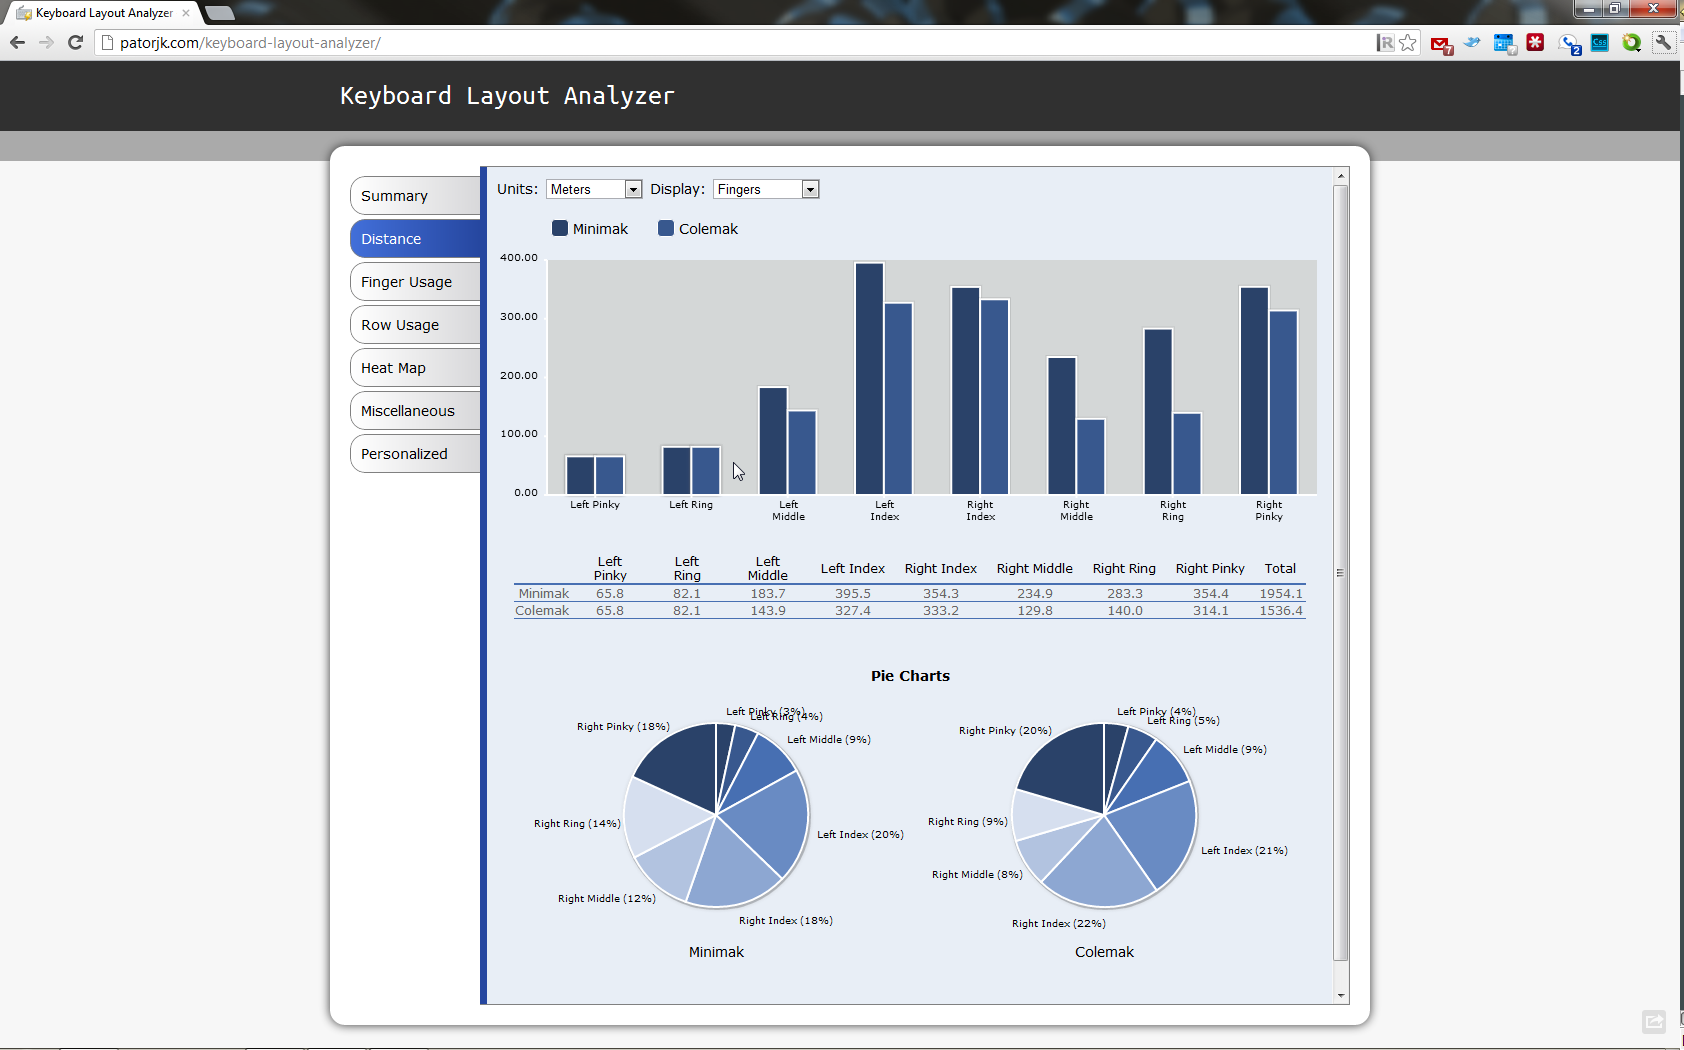 Keyboard Layout Analyzer
patorjk.com/keyboard-layout-analyzer/
7
2
Css
Keyboard Layout Analyzer
Summary
Distance
Finger Usage
Row Usage
Heat Map
Miscellaneous
Personalized
Units: Meters Display: Fingers
Minimak Colemak
400.00
300.00
200.00
100.00
0.00
Left Pinky Left Ring Left Middle Left Index Right Index Right Middle Right Ring Right Pinky
Left Pinky Left Ring Left Middle Left Index Right Index Right Middle Right Ring Right Pinky Total
Minimak 65.8 82.1 183.7 395.5 354.3 234.9 283.3 354.4 1954.1
Colemak 65.8 82.1 143.9 327.4 333.2 129.8 140.0 314.1 1536.4
Pie Charts
Left Pinky (3%)
Left Ring (4%)
Left Middle (9%)
Left Index (20%)
Right Index (18%)
Right Middle (12%)
Right Ring (14%)
Right Pinky (18%)
Minimak
Left Pinky (4%)
Left Ring (5%)
Left Middle (9%)
Left Index (21%)
Right Index (22%)
Right Middle (8%)
Right Ring (9%)
Right Pinky (20%)
Colemak